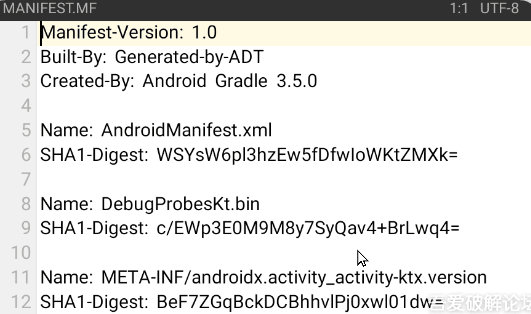 MANIFEST.MF 1:1 UTF-8
1 Manifest-Version: 1.0
2 Built-By: Generated-by-ADT
3 Created-By: Android Gradle 3.5.0
4
5 Name: AndroidManifest.xml
6 SHA1-Digest: WSYsW6pl3hzEw5fDfwIoWKtZMXk=
7
8 Name: DebugProbesKt.bin
9 SHA1-Digest: c/EWp3E0M9M8y7SyQav4+BrLwq4=
10
11 Name: META-INF/androidx.activity_activity-ktx.version
12 SHA1-Digest: BeF7ZGqBckDCBhhvlPj0xwl01dw=
吾爱破解论坛